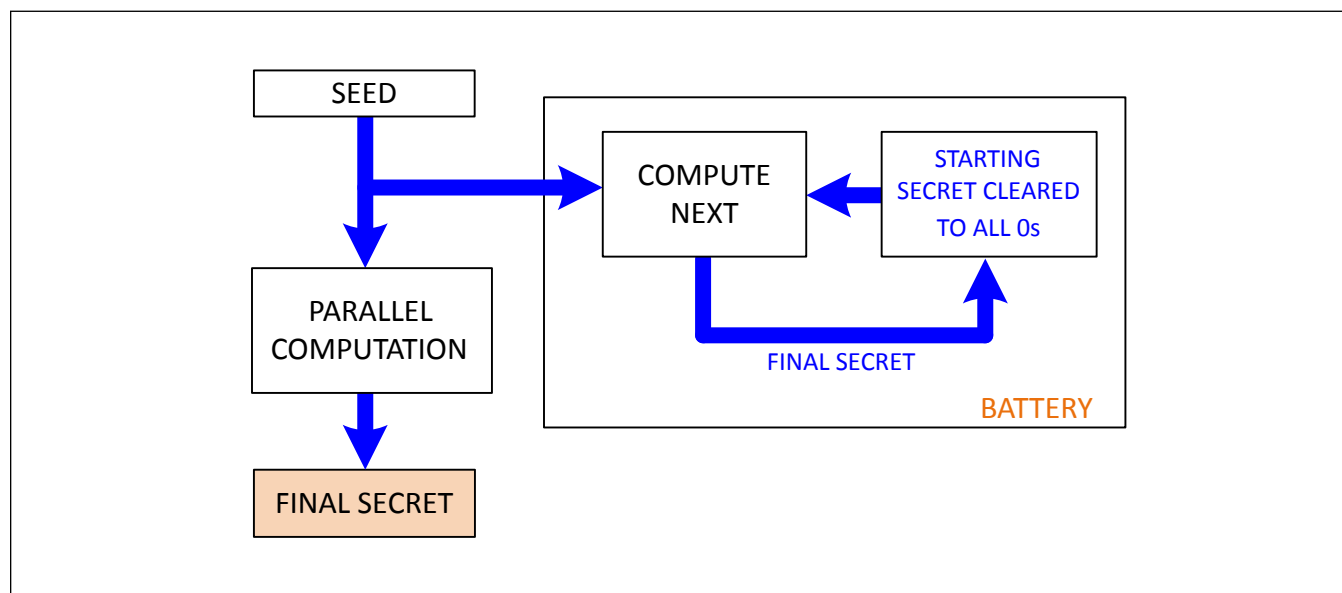 SEED
COMPUTE
NEXT
STARTING
SECRET CLEARED
TO ALL 0s
PARALLEL
COMPUTATION
FINAL SECRET
BATTERY
FINAL SECRET